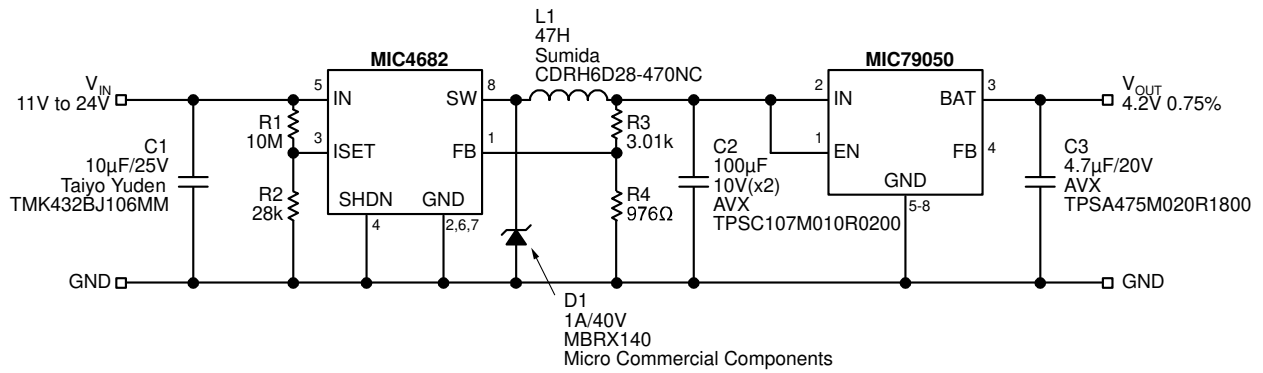 L1
47H
Sumida
CDRH6D28-470NC
MIC4682
MIC79050
V_IN
11V to 24V
5
IN
SW
8
2
IN
BAT
3
V_OUT
4.2V 0.75%
R1
10M
3
ISET
FB
1
R3
3.01k
1
EN
FB
4
C1
10µF/25V
Taiyo Yuden
TMK432BJ106MM
R2
28k
SHDN
4
GND
2,6,7
R4
976Ω
C2
100µF
10V(x2)
AVX
TPSC107M010R0200
GND
5-8
C3
4.7µF/20V
AVX
TPSA475M020R1800
GND
GND
D1
1A/40V
MBRX140
Micro Commercial Components